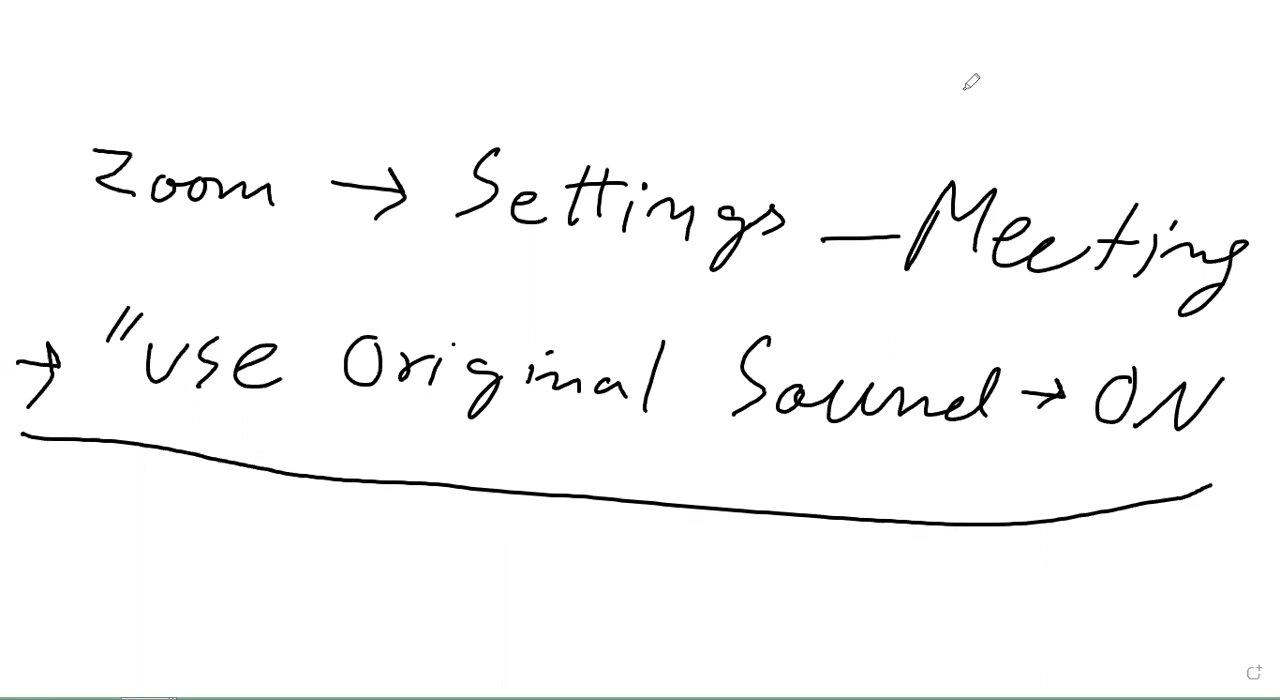 Zoom → Settings — Meeting
→ "Use Original Sound → ON